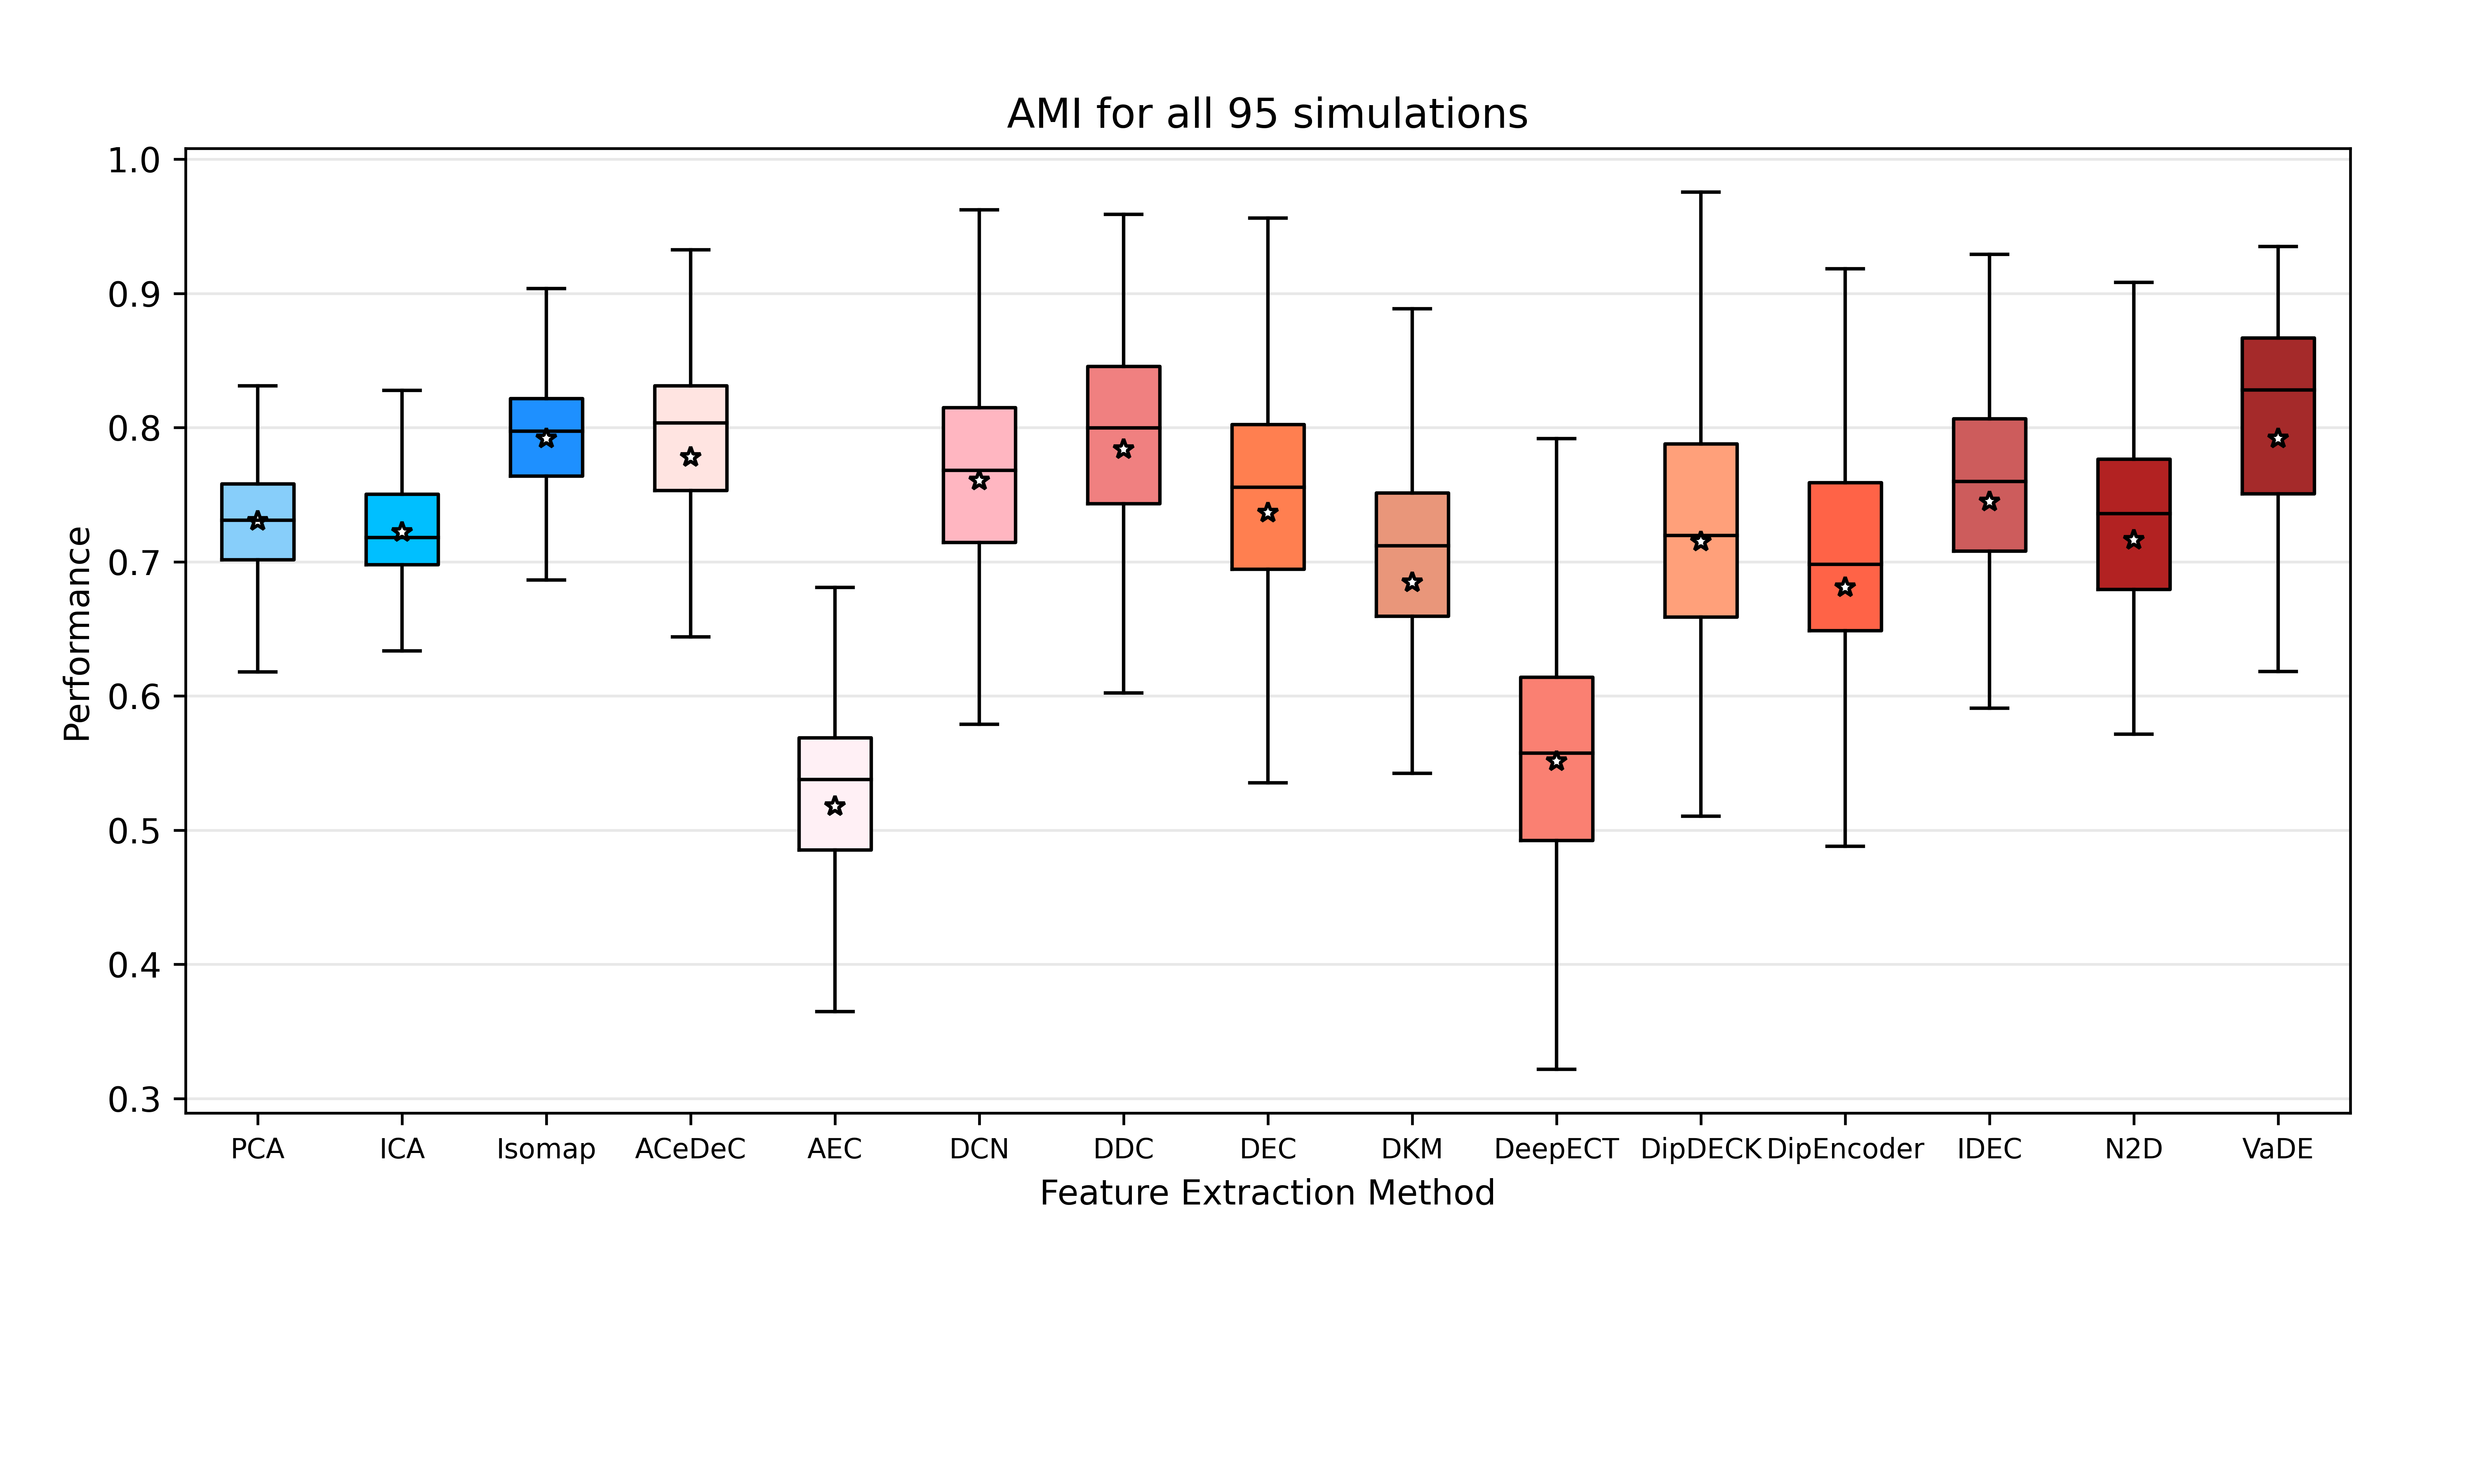 AMI for all 95 simulations
1.0
0.9
0.8
0.7
0.6
0.5
0.4
0.3
Performance
PCA ICA Isomap ACeDeC AEC DCN DDC DEC DKM DeepECT DipDECK DipEncoder IDEC N2D VaDE
Feature Extraction Method